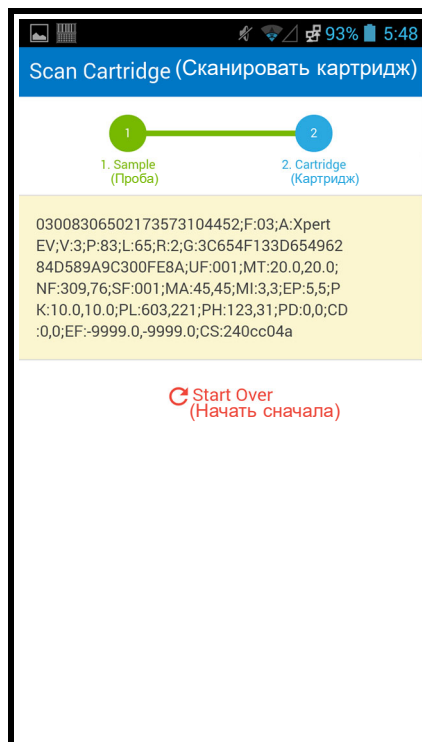 93% 5:48
Scan Cartridge (Сканировать картридж)
1 2
1. Sample 2. Cartridge
(Проба) (Картридж)
03008306502173573104452;F:03;A:Xpert
EV;V:3;P:83;L:65;R:2;G:3C654F133D654962
84D589A9C300FE8A;UF:001;MT:20.0,20.0;
NF:309,76;SF:001;MA:45,45;MI:3,3;EP:5,5;P
K:10.0,10.0;PL:603,221;PH:123,31;PD:0,0;CD
:0,0;EF:-9999.0,-9999.0;CS:240cc04a
Start Over
(Начать сначала)